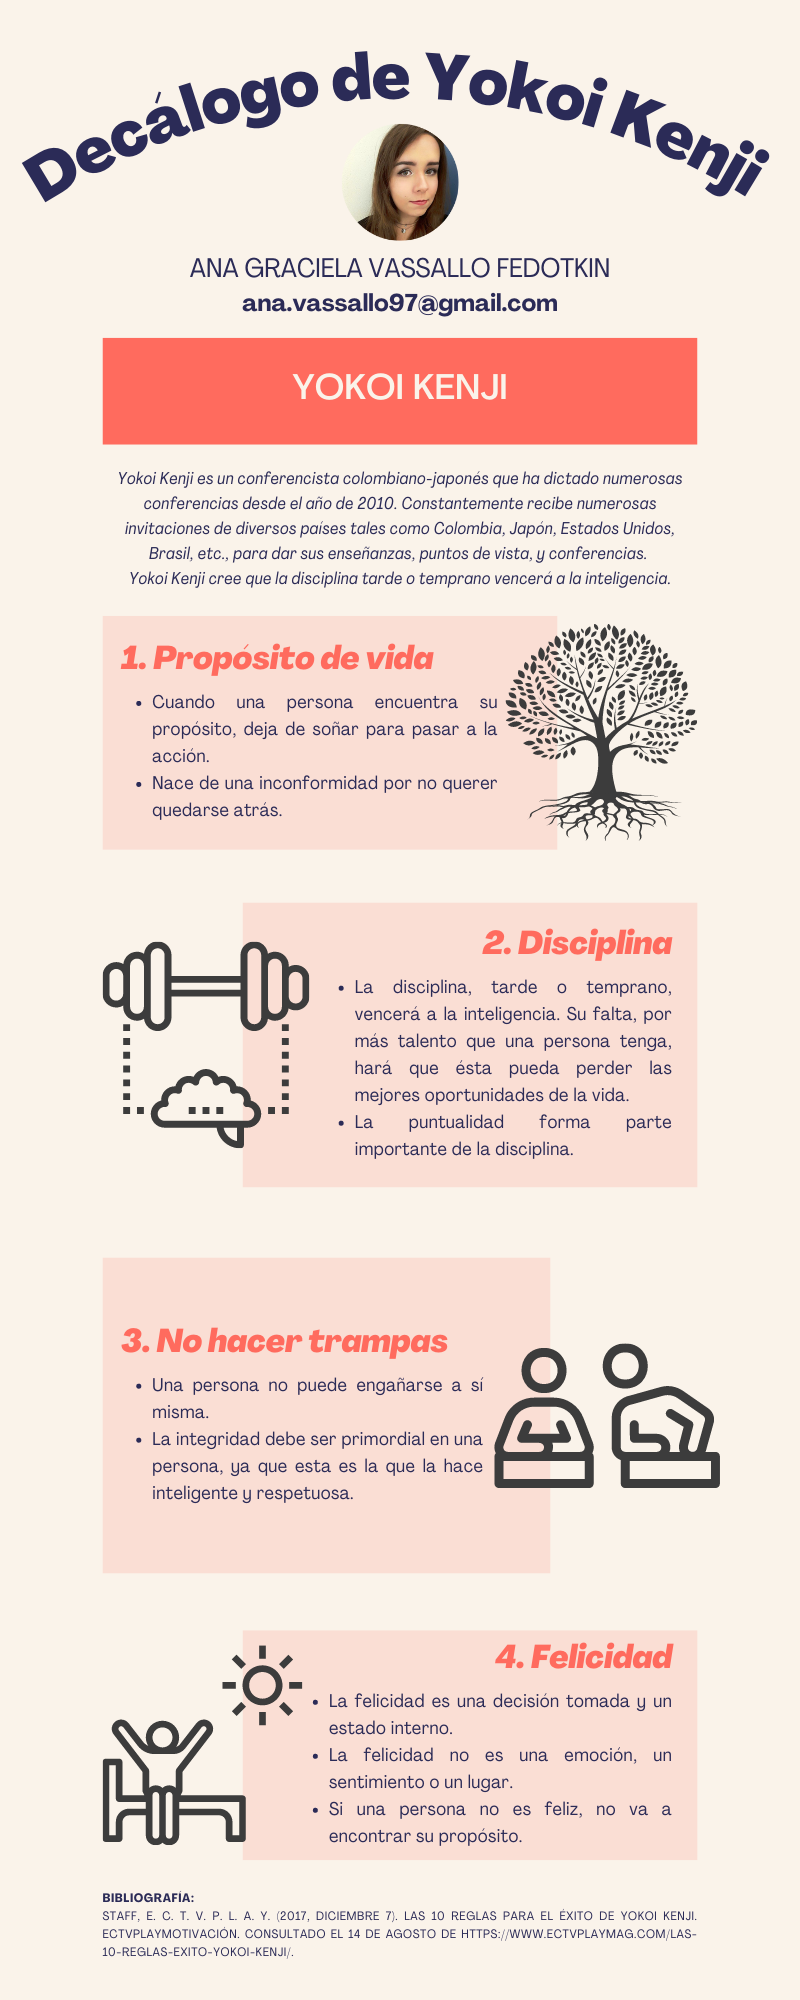 Decálogo de Yokoi Kenji
ANA GRACIELA VASSALLO FEDOTKIN
ana.vassallo97@gmail.com
YOKOI KENJI
Yokoi Kenji es un conferencista colombiano-japonés que ha dictado numerosas
conferencias desde el año de 2010. Constantemente recibe numerosas
invitaciones de diversos países tales como Colombia, Japón, Estados Unidos,
Brasil, etc., para dar sus enseñanzas, puntos de vista, y conferencias.
Yokoi Kenji cree que la disciplina tarde o temprano vencerá a la inteligencia.
1. Propósito de vida
• Cuando una persona encuentra su
propósito, deja de soñar para pasar a la
acción.
• Nace de una inconformidad por no querer
quedarse atrás.
2. Disciplina
• La disciplina, tarde o temprano,
vencerá a la inteligencia. Su falta, por
más talento que una persona tenga,
hará que ésta pueda perder las
mejores oportunidades de la vida.
• La puntualidad forma parte
importante de la disciplina.
3. No hacer trampas
• Una persona no puede engañarse a sí
misma.
• La integridad debe ser primordial en una
persona, ya que esta es la que la hace
inteligente y respetuosa.
4. Felicidad
• La felicidad es una decisión tomada y un
estado interno.
• La felicidad no es una emoción, un
sentimiento o un lugar.
• Si una persona no es feliz, no va a
encontrar su propósito.
BIBLIOGRAFÍA:
STAFF, E. C. T. V. P. L. A. Y. (2017, DICIEMBRE 7). LAS 10 REGLAS PARA EL ÉXITO DE YOKOI KENJI.
ECTVPLAYMOTIVACIÓN. CONSULTADO EL 14 DE AGOSTO DE HTTPS://WWW.ECTVPLAYMAG.COM/LAS-
10-REGLAS-EXITO-YOKOI-KENJI/.